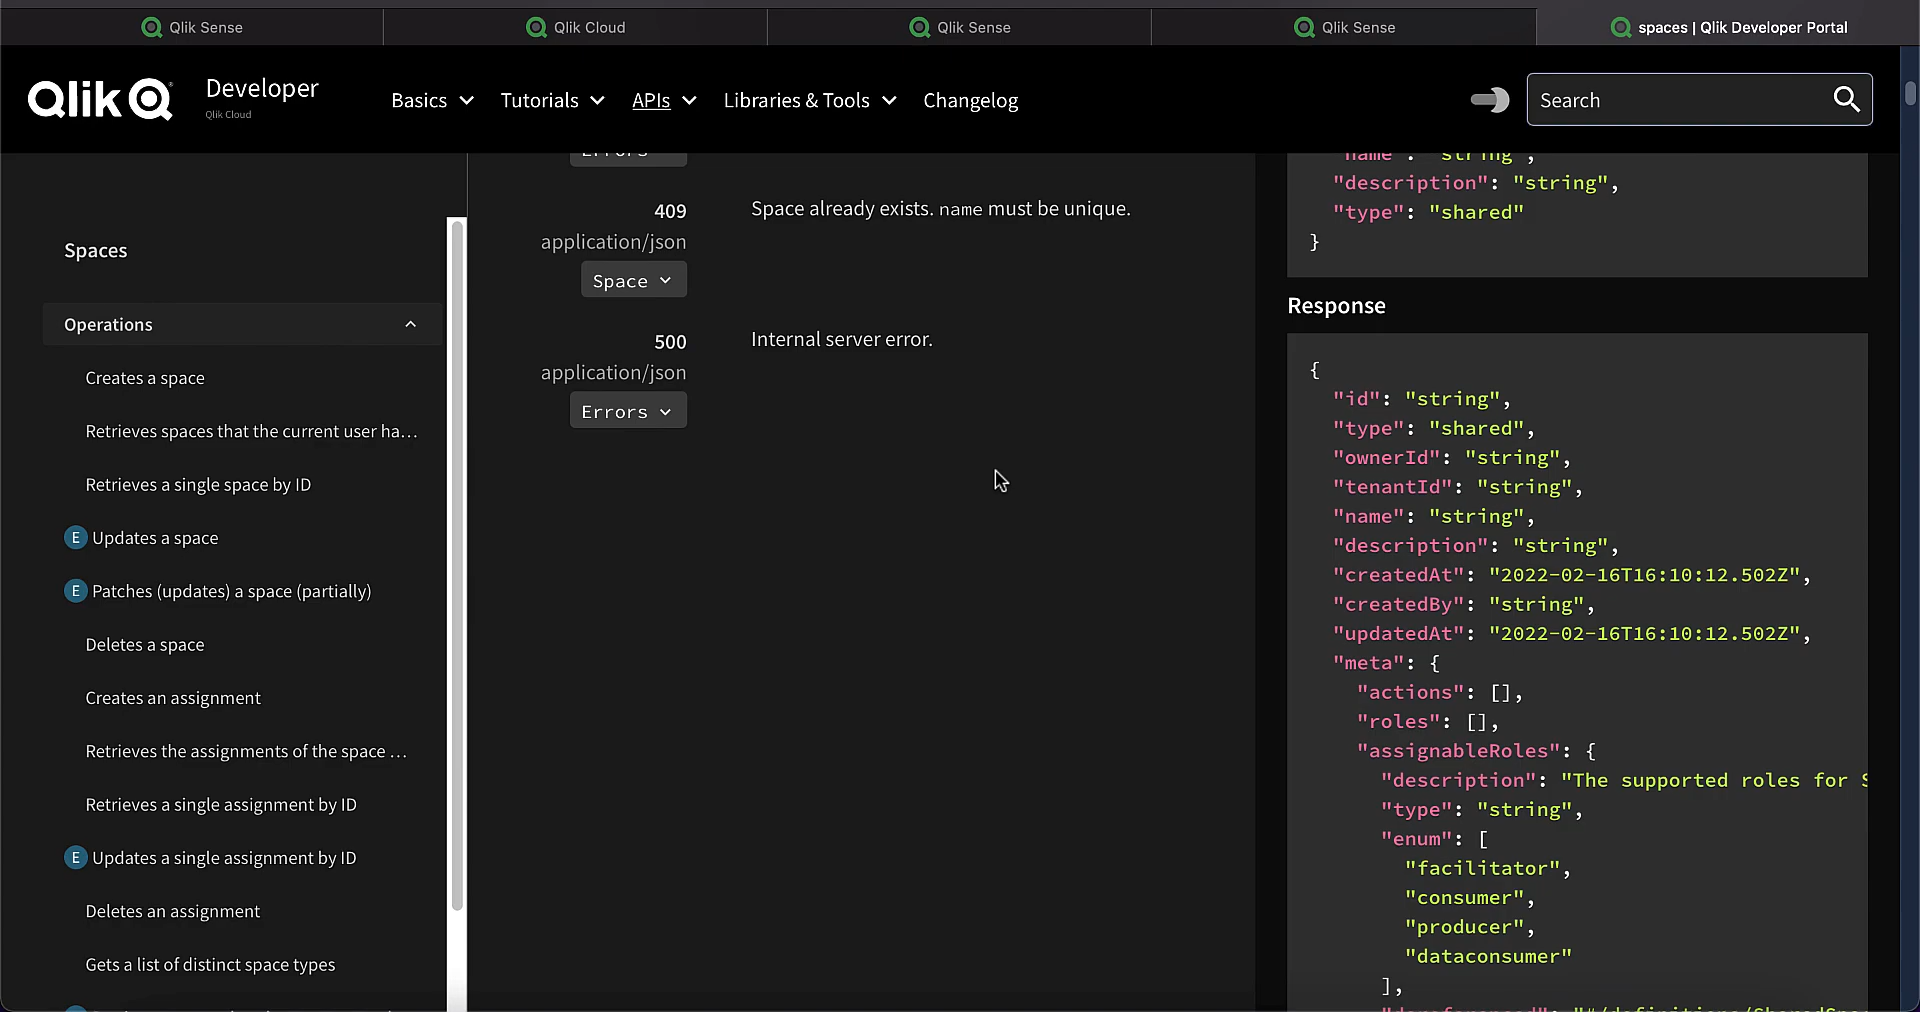 Qlik Sense
Qlik Cloud
Qlik Sense
Qlik Sense
spaces | Qlik Developer Portal
Qlik
Developer
Qlik Cloud
Basics
Tutorials
APIs
Libraries & Tools
Changelog
Search
Spaces
Operations
Creates a space
Retrieves spaces that the current user ha...
Retrieves a single space by ID
E Updates a space
E Patches (updates) a space (partially)
Deletes a space
Creates an assignment
Retrieves the assignments of the space ...
Retrieves a single assignment by ID
E Updates a single assignment by ID
Deletes an assignment
Gets a list of distinct space types
Errors
409
Space already exists. name must be unique.
application/json
Space
500
Internal server error.
application/json
Errors
"name": "string",
"description": "string",
"type": "shared"
}
Response
{
"id": "string",
"type": "shared",
"ownerId": "string",
"tenantId": "string",
"name": "string",
"description": "string",
"createdAt": "2022-02-16T16:10:12.502Z",
"createdBy": "string",
"updatedAt": "2022-02-16T16:10:12.502Z",
"meta": {
"actions": [],
"roles": [],
"assignableRoles": {
"description": "The supported roles for S
"type": "string",
"enum": [
"facilitator",
"consumer",
"producer",
"dataconsumer"
],